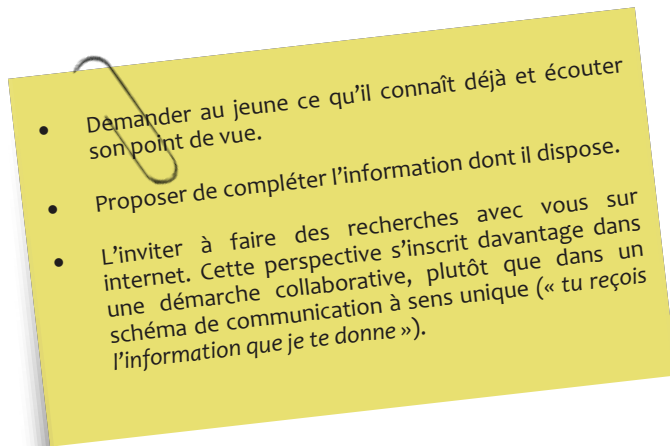 • Demander au jeune ce qu'il connaît déjà et écouter
son point de vue.
• Proposer de compléter l'information dont il dispose.
• L'inviter à faire des recherches avec vous sur
internet. Cette perspective s'inscrit davantage dans
une démarche collaborative, plutôt que dans un
schéma de communication à sens unique (« tu reçois
l'information que je te donne »).